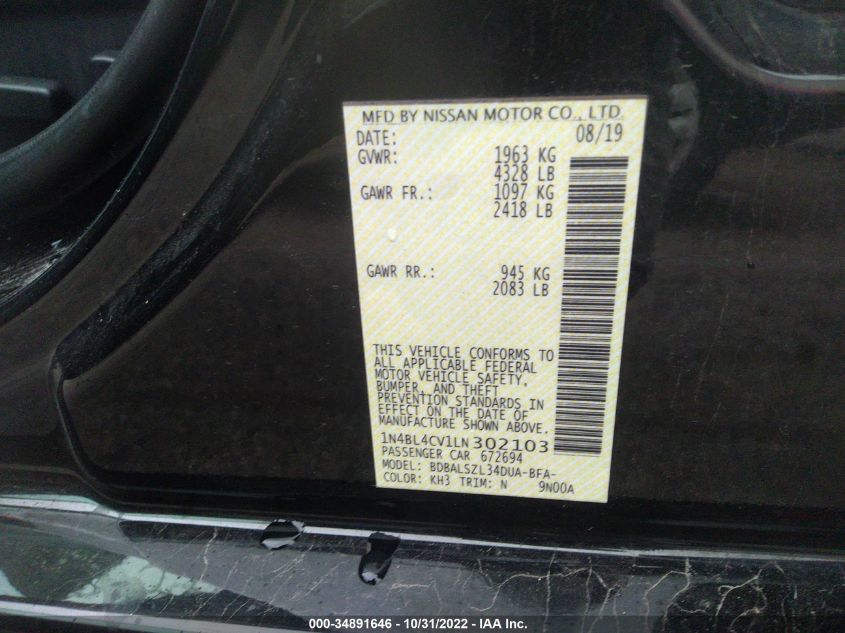 MFD BY NISSAN MOTOR CO., LTD.
DATE: 08/19
GVWR: 1963 KG
4328 LB
GAWR FR.: 1097 KG
2418 LB
GAWR RR.: 945 KG
2083 LB
THIS VEHICLE CONFORMS TO
ALL APPLICABLE FEDERAL
MOTOR VEHICLE SAFETY,
BUMPER, AND THEFT
PREVENTION STANDARDS IN
EFFECT ON THE DATE OF
MANUFACTURE SHOWN ABOVE.
1N4BL4CV1LN302103
PASSENGER CAR 672694
MODEL: BDBALSZL34DUA-BFA-
COLOR: KH3 TRIM: N 9N00A
000-34891646 - 10/31/2022 - IAA Inc.